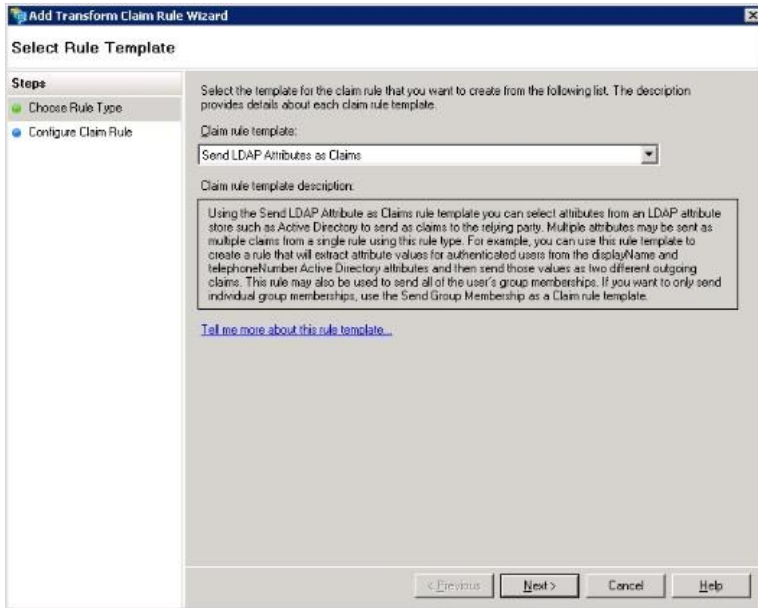 Add Transform Claim Rule Wizard
Select Rule Template
Steps
Choose Rule Type
Configure Claim Rule
Select the template for the claim rule that you want to create from the following list. The description
provides details about each claim rule template.
Claim rule template:
Send LDAP Attributes as Claims
Claim rule template description:
Using the Send LDAP Attribute as Claims rule template you can select attributes from an LDAP attribute
store such as Active Directory to send as claims to the relying party. Multiple attributes may be sent as
multiple claims from a single rule using this rule type. For example, you can use this rule template to
create a rule that will extract attribute values for authenticated users from the displayName and
telephoneNumber Active Directory attributes and then send those values as two different outgoing
claims. This rule may also be used to send all of the user's group memberships. If you want to only send
individual group memberships, use the Send Group Membership as a Claim rule template.
Tell me more about this rule template...
< Previous
Next >
Cancel
Help